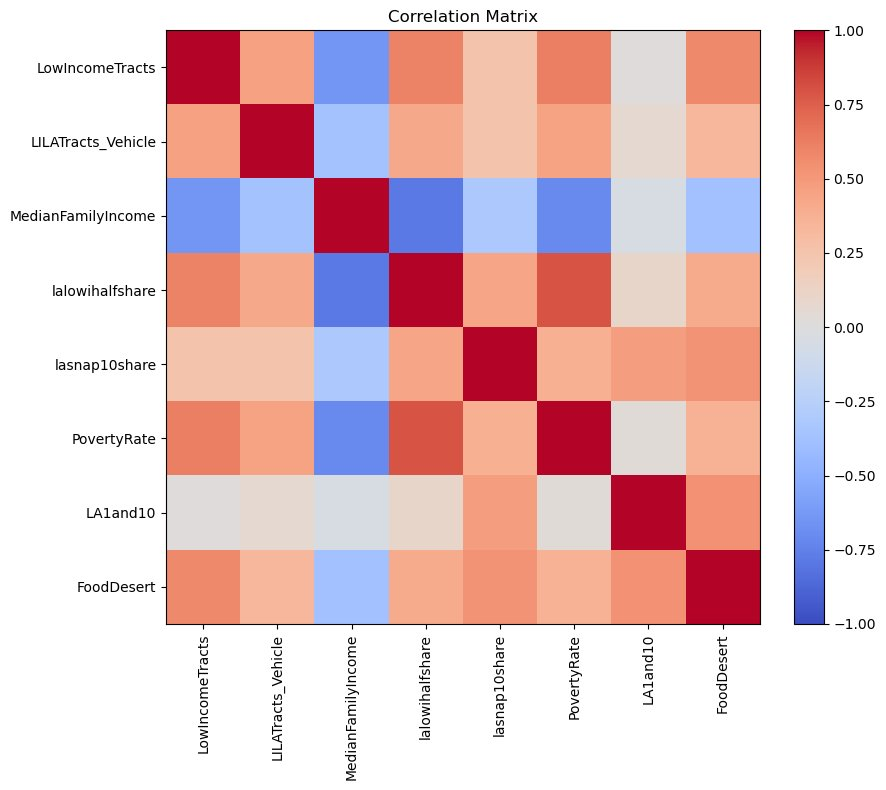 Correlation Matrix
LowIncomeTracts
LILATracts_Vehicle
MedianFamilyIncome
lalowihalfshare
lasnap10share
PovertyRate
LA1and10
FoodDesert
LowIncomeTracts
LILATracts_Vehicle
MedianFamilyIncome
lalowihalfshare
lasnap10share
PovertyRate
LA1and10
FoodDesert
1.00
0.75
0.50
0.25
0.00
−0.25
−0.50
−0.75
−1.00